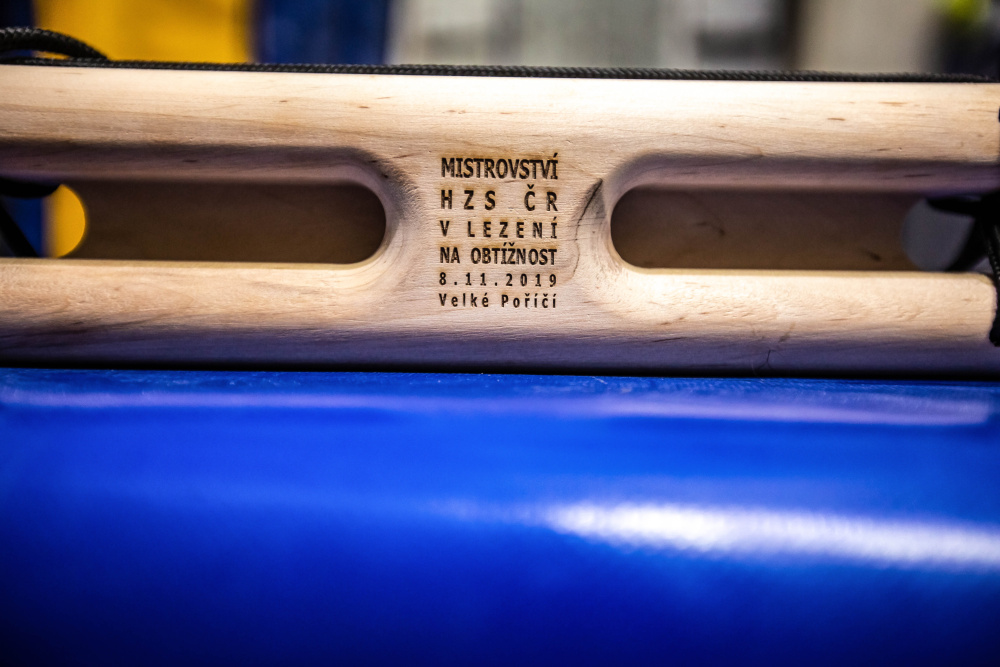 MISTROVSTVÍ
HZS ČR
V LEZENÍ
NA OBTÍŽNOST
8.11.2019
Velké Poříčí